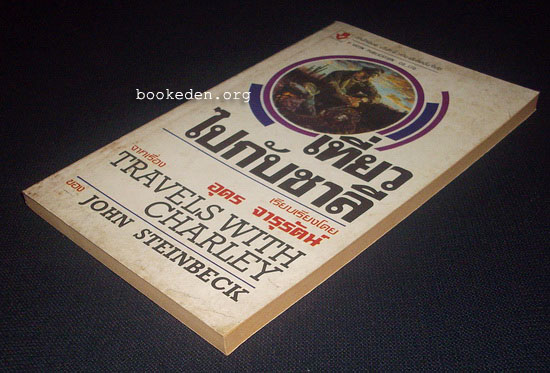 bookeden.org
เที่ยว
ไปกับชาลี
จากเรื่อง
เรียบเรียงโดย
อุดร จารุรัตน์
TRAVELS WITH
CHARLEY
ของ JOHN STEINBECK